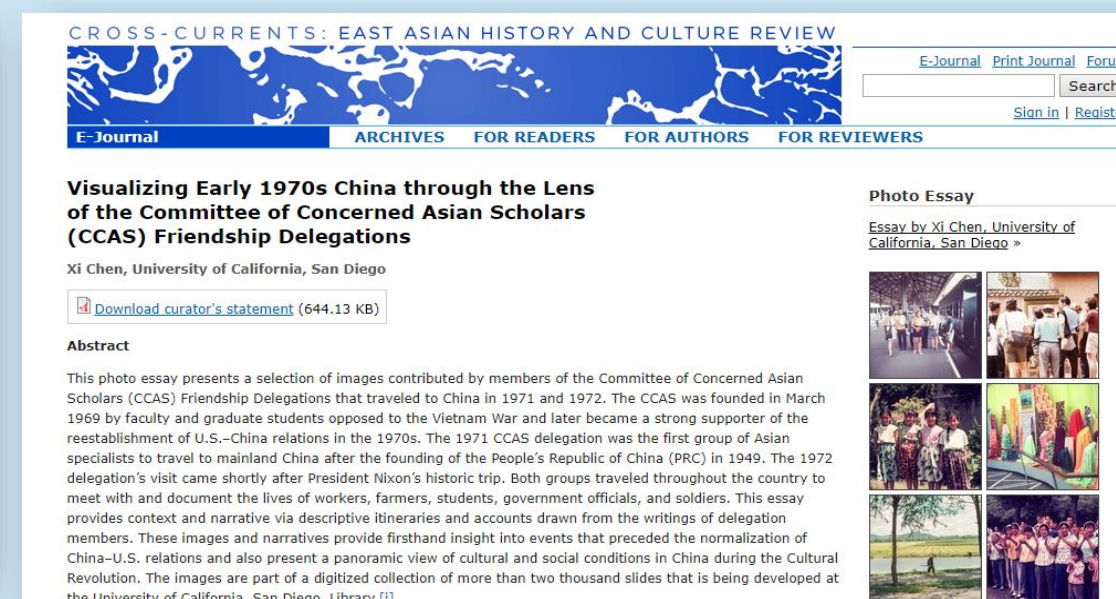 CROSS-CURRENTS: EAST ASIAN HISTORY AND CULTURE REVIEW
E-Journal Print Journal
Search
Sign in |
E-Journal
ARCHIVES FOR READERS FOR AUTHORS FOR REVIEWERS
Visualizing Early 1970s China through the Lens
of the Committee of Concerned Asian Scholars
(CCAS) Friendship Delegations
Xi Chen, University of California, San Diego
Download curator's statement (644.13 KB)
Abstract
This photo essay presents a selection of images contributed by members of the Committee of Concerned Asian
Scholars (CCAS) Friendship Delegations that traveled to China in 1971 and 1972. The CCAS was founded in March
1969 by faculty and graduate students opposed to the Vietnam War and later became a strong supporter of the
reestablishment of U.S.–China relations in the 1970s. The 1971 CCAS delegation was the first group of Asian
specialists to travel to mainland China after the founding of the People's Republic of China (PRC) in 1949. The 1972
delegation's visit came shortly after President Nixon's historic trip. Both groups traveled throughout the country to
meet with and document the lives of workers, farmers, students, government officials, and soldiers. This essay
provides context and narrative via descriptive itineraries and accounts drawn from the writings of delegation
members. These images and narratives provide firsthand insight into events that preceded the normalization of
China–U.S. relations and also present a panoramic view of cultural and social conditions in China during the Cultural
Revolution. The images are part of a digitized collection of more than two thousand slides that is being developed at
the University of California, San Diego, Library.[i]
Photo Essay
Essay by Xi Chen, University of
California, San Diego »